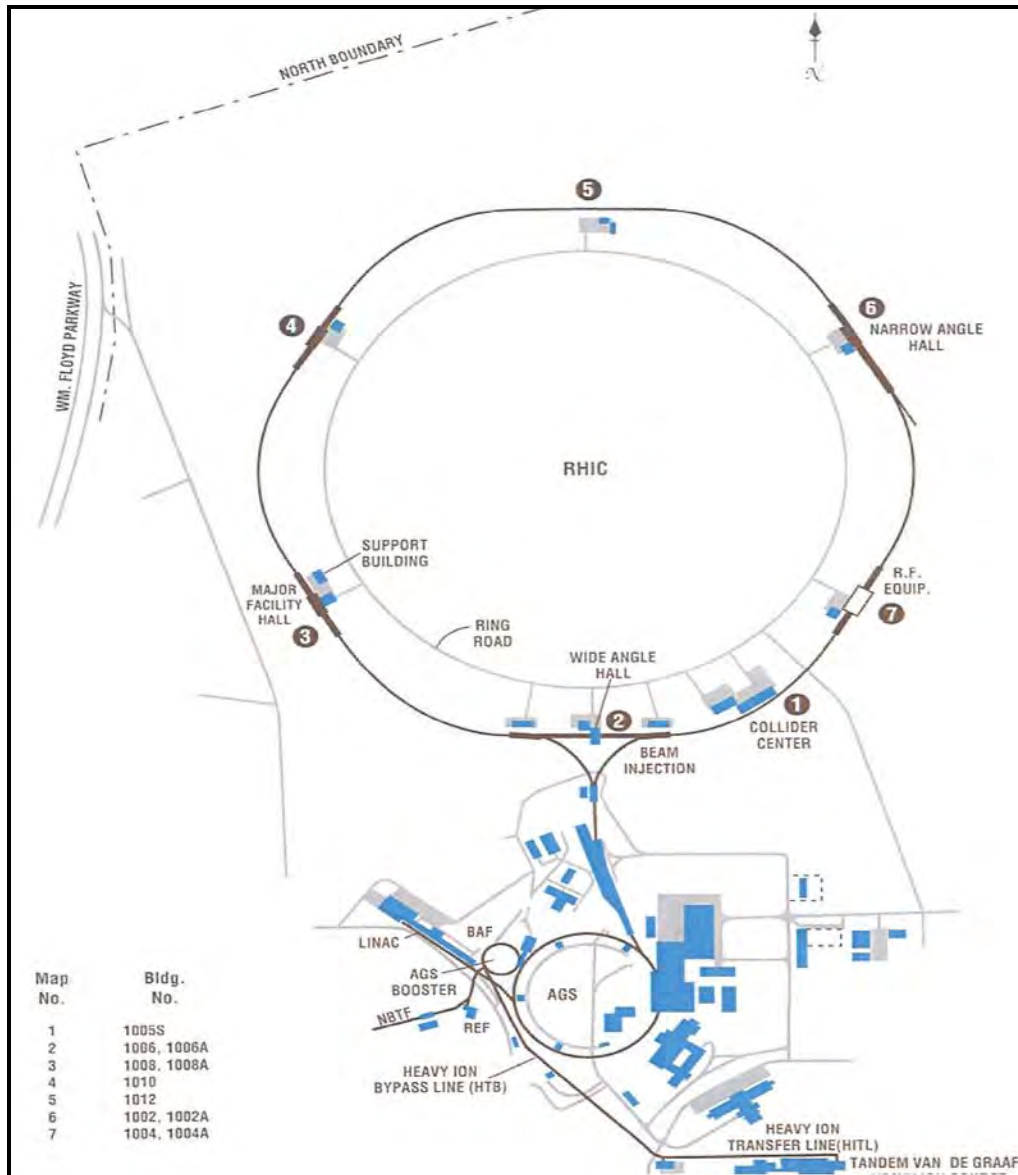 NORTH BOUNDARY
N
5
4
6
NARROW ANGLE
HALL
WM. FLOYD PARKWAY
RHIC
SUPPORT
BUILDING
MAJOR
FACILITY
HALL
3
R.F.
EQUIP.
7
RING
ROAD
WIDE ANGLE
HALL
2
1
COLLIDER
CENTER
BEAM
INJECTION
LINAC
BAF
AGS
BOOSTER
AGS
NBTF
REF
HEAVY ION
BYPASS LINE (HTB)
HEAVY ION
TRANSFER LINE(HITL)
TANDEM VAN DE GRAAF
Map Bldg.
No. No.
1 1005S
2 1006, 1006A
3 1008, 1008A
4 1010
5 1012
6 1002, 1002A
7 1004, 1004A